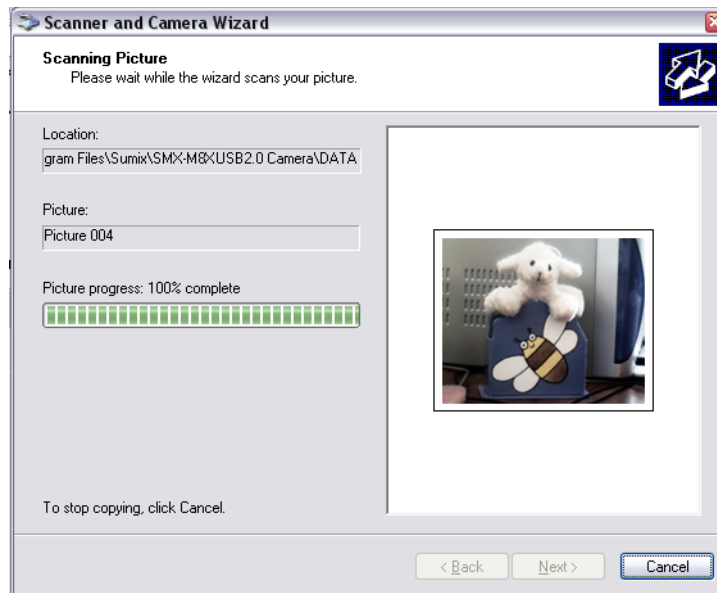 Scanner and Camera Wizard
Scanning Picture
Please wait while the wizard scans your picture.
Location:
gram Files\Sumix\SMX-M8XUSB2.0 Camera\DATA
Picture:
Picture 004
Picture progress: 100% complete
To stop copying, click Cancel.
< Back
Next >
Cancel